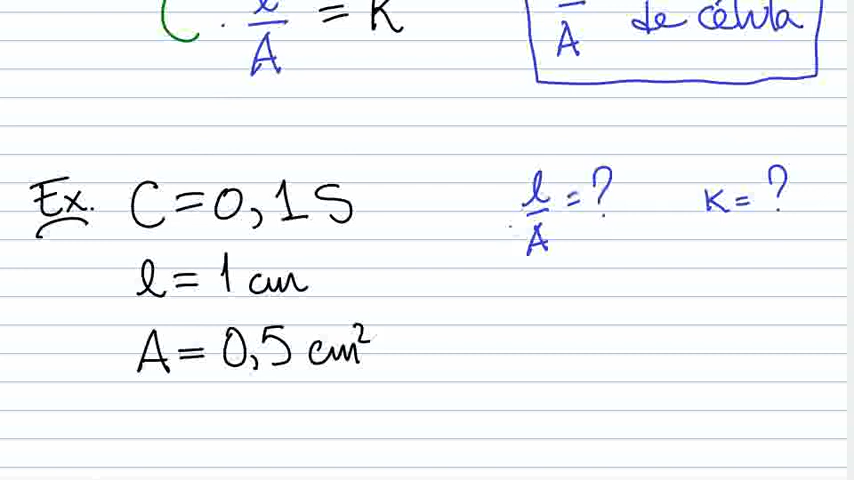 C · l/A = K
l/A de célula
Ex. C = 0,1 S
l/A = ? K = ?
l = 1 cm
A = 0,5 cm²